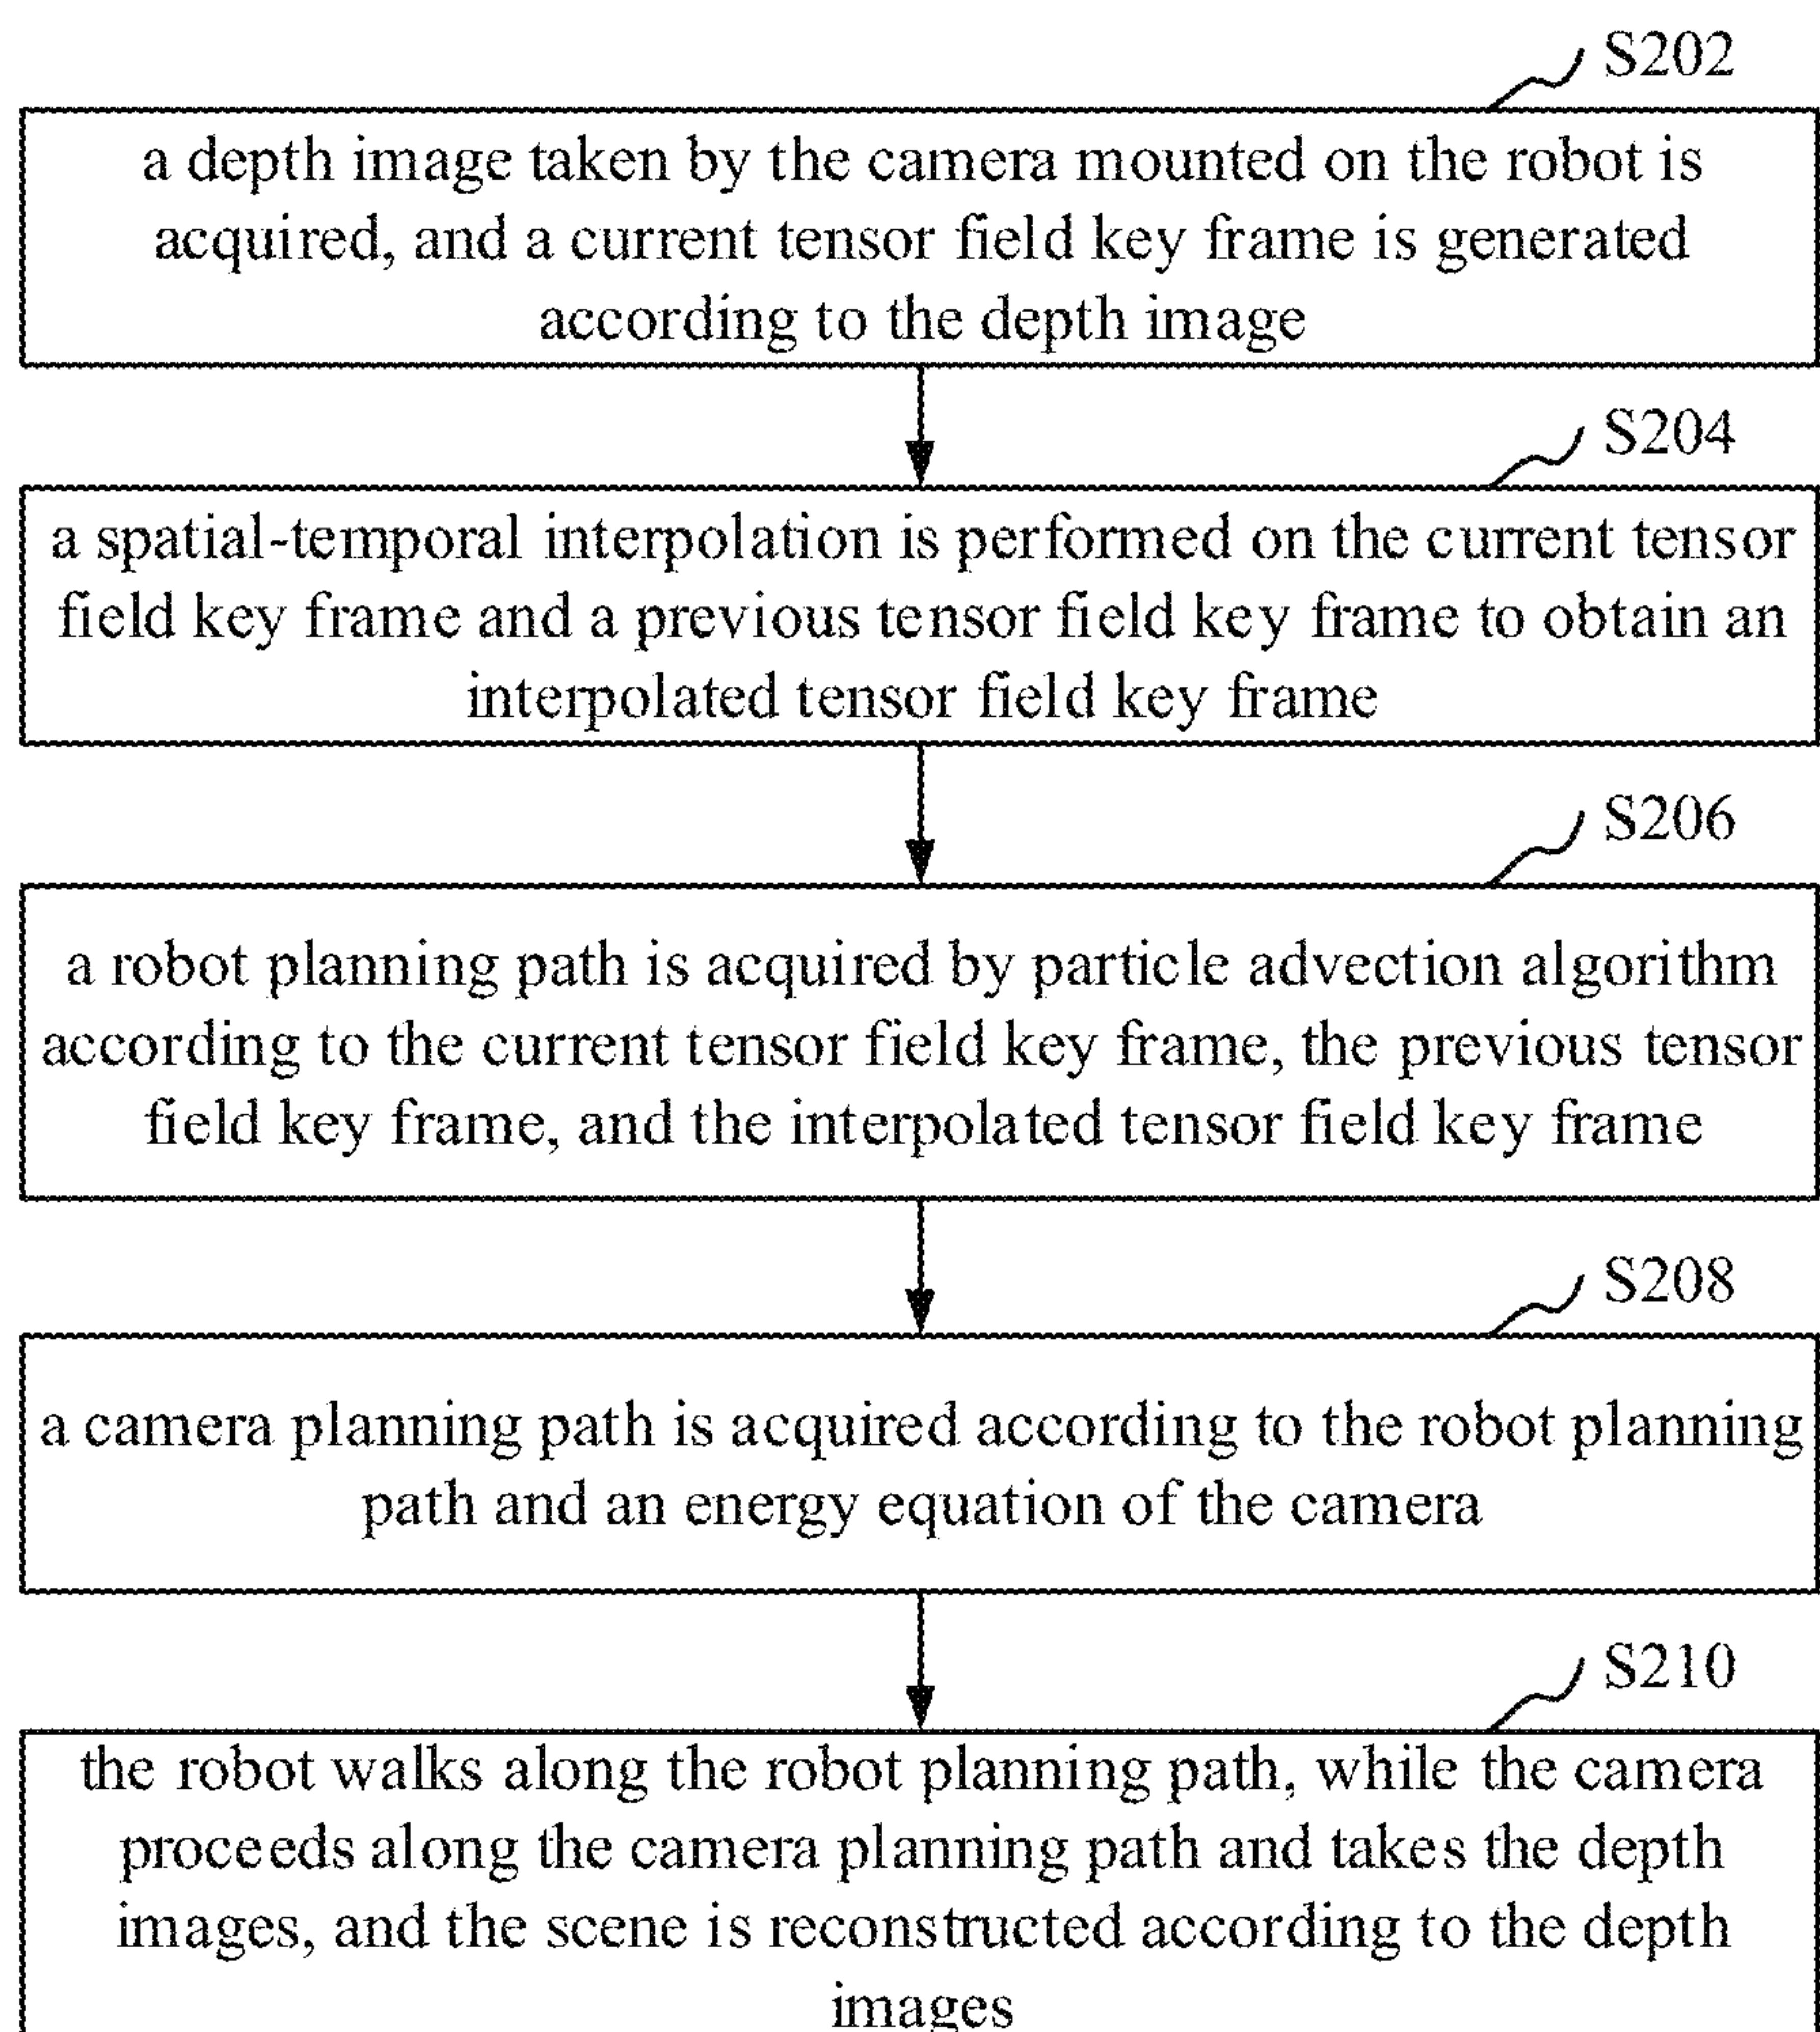 S202
a depth image taken by the camera mounted on the robot is
acquired, and a current tensor field key frame is generated
according to the depth image
S204
a spatial-temporal interpolation is performed on the current tensor
field key frame and a previous tensor field key frame to obtain an
interpolated tensor field key frame
S206
a robot planning path is acquired by particle advection algorithm
according to the current tensor field key frame, the previous tensor
field key frame, and the interpolated tensor field key frame
S208
a camera planning path is acquired according to the robot planning
path and an energy equation of the camera
S210
the robot walks along the robot planning path, while the camera
proceeds along the camera planning path and takes the depth
images, and the scene is reconstructed according to the depth
images